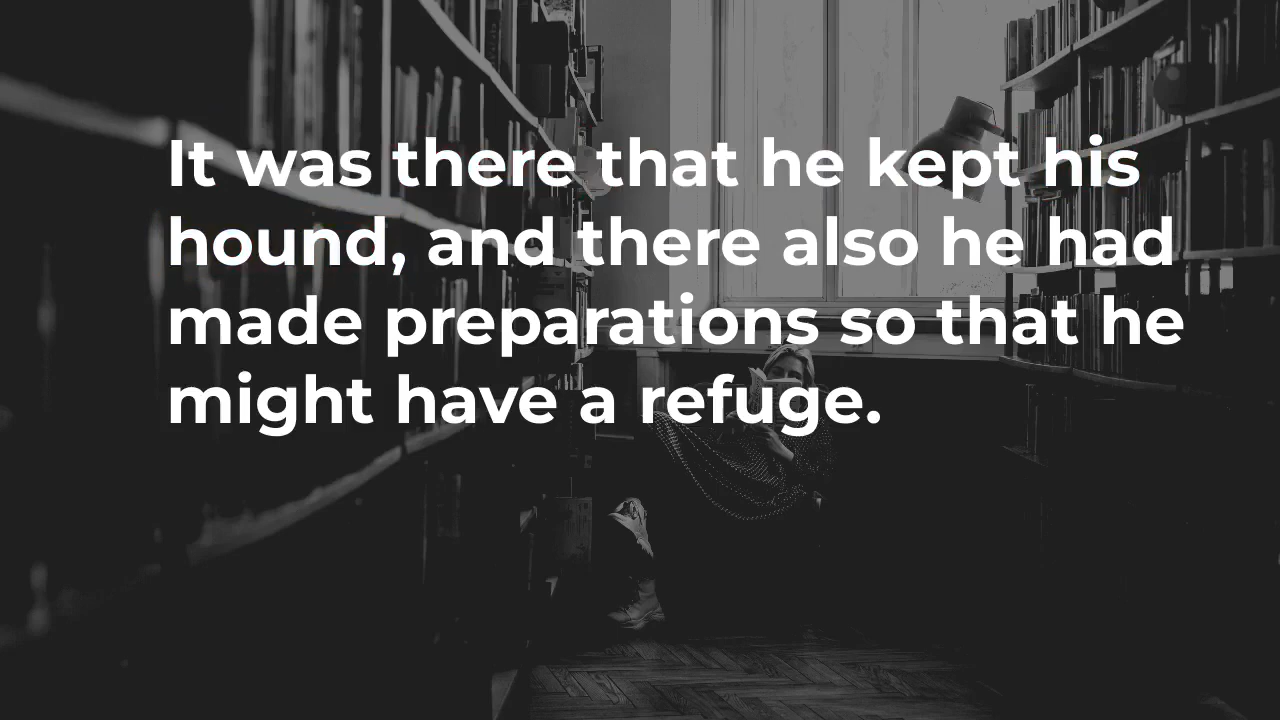 It was there that he kept his
hound, and there also he had
made preparations so that he
might have a refuge.